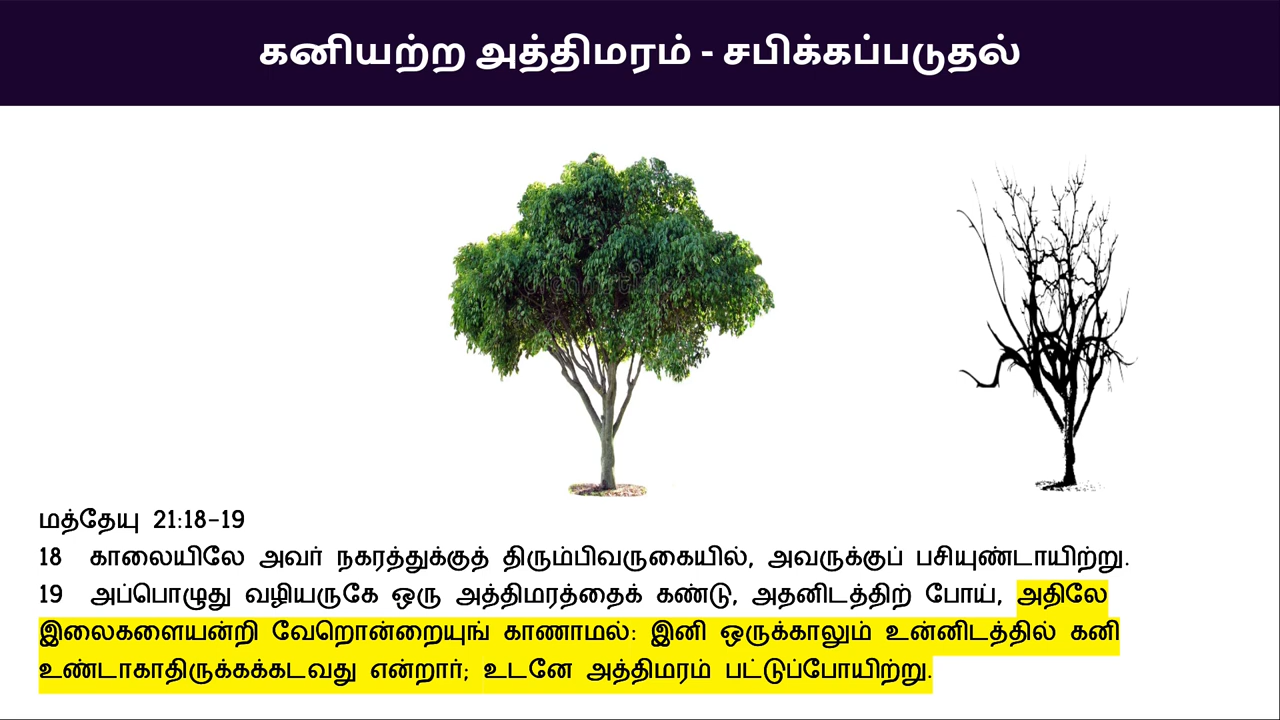 கனியற்ற அத்திமரம் - சபிக்கப்படுதல்
மத்தேயு 21:18-19
18 காலையிலே அவர் நகரத்துக்குத் திரும்பிவருகையில், அவருக்குப் பசியுண்டாயிற்று.
19 அப்பொழுது வழியருகே ஒரு அத்திமரத்தைக் கண்டு, அதனிடத்திற் போய், அதிலே
இலைகளையன்றி வேறொன்றையுங் காணாமல்: இனி ஒருக்காலும் உன்னிடத்தில் கனி
உண்டாகாதிருக்கக்கடவது என்றார்; உடனே அத்திமரம் பட்டுப்போயிற்று.